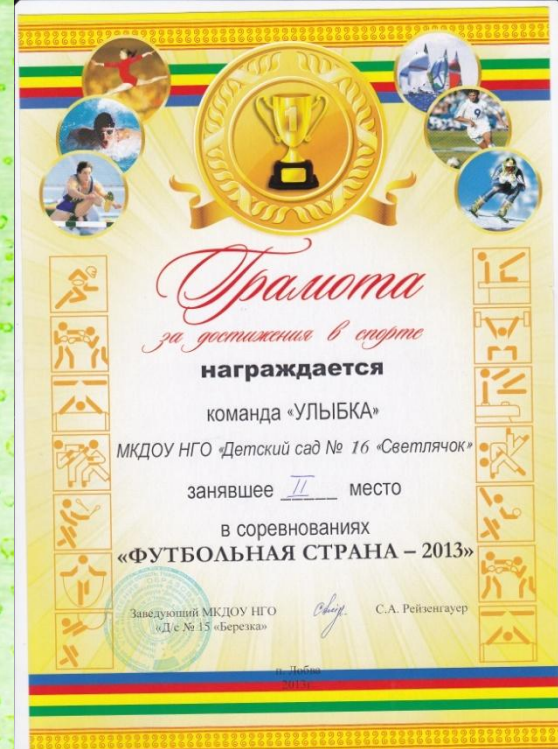 1
Грамота
за достижения в спорте
награждается
команда «УЛЫБКА»
МКДОУ НГО «Детский сад № 16 «Светлячок»
занявшее II место
в соревнованиях
«ФУТБОЛЬНАЯ СТРАНА – 2013»
Заведующий МКДОУ НГО
«Д/с № 15 «Березка»
С.А. Рейзенгауер
п. Лобва
2013г.